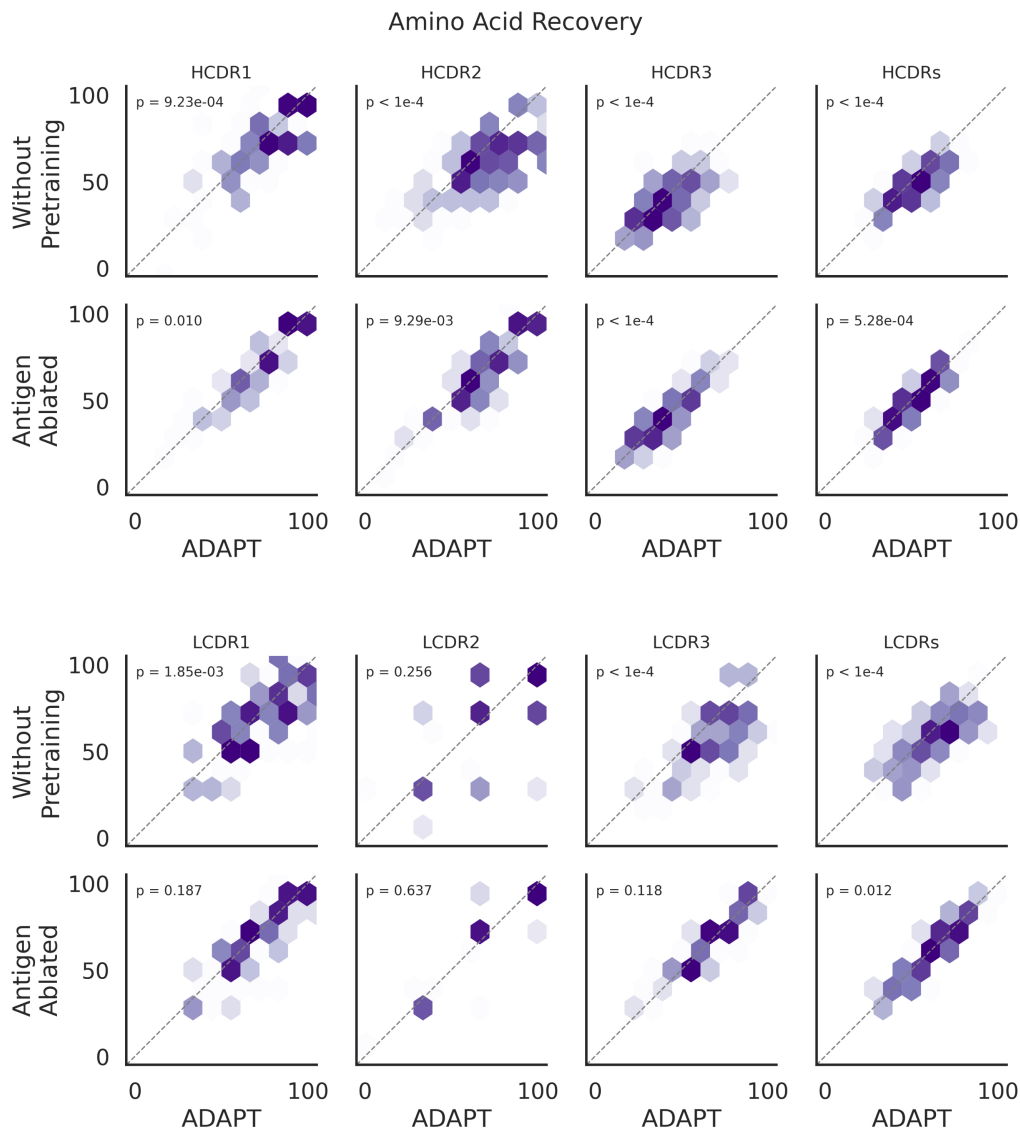 Amino Acid Recovery
HCDR1 HCDR2 HCDR3 HCDRs
Without
Pretraining
100
50
0
p = 9.23e-04
p < 1e-4
p < 1e-4
p < 1e-4
Antigen
Ablated
100
50
0
p = 0.010
p = 9.29e-03
p < 1e-4
p = 5.28e-04
0 100 0 100 0 100 0 100
ADAPT ADAPT ADAPT ADAPT
LCDR1 LCDR2 LCDR3 LCDRs
Without
Pretraining
100
50
0
p = 1.85e-03
p = 0.256
p < 1e-4
p < 1e-4
Antigen
Ablated
100
50
0
p = 0.187
p = 0.637
p = 0.118
p = 0.012
0 100 0 100 0 100 0 100
ADAPT ADAPT ADAPT ADAPT